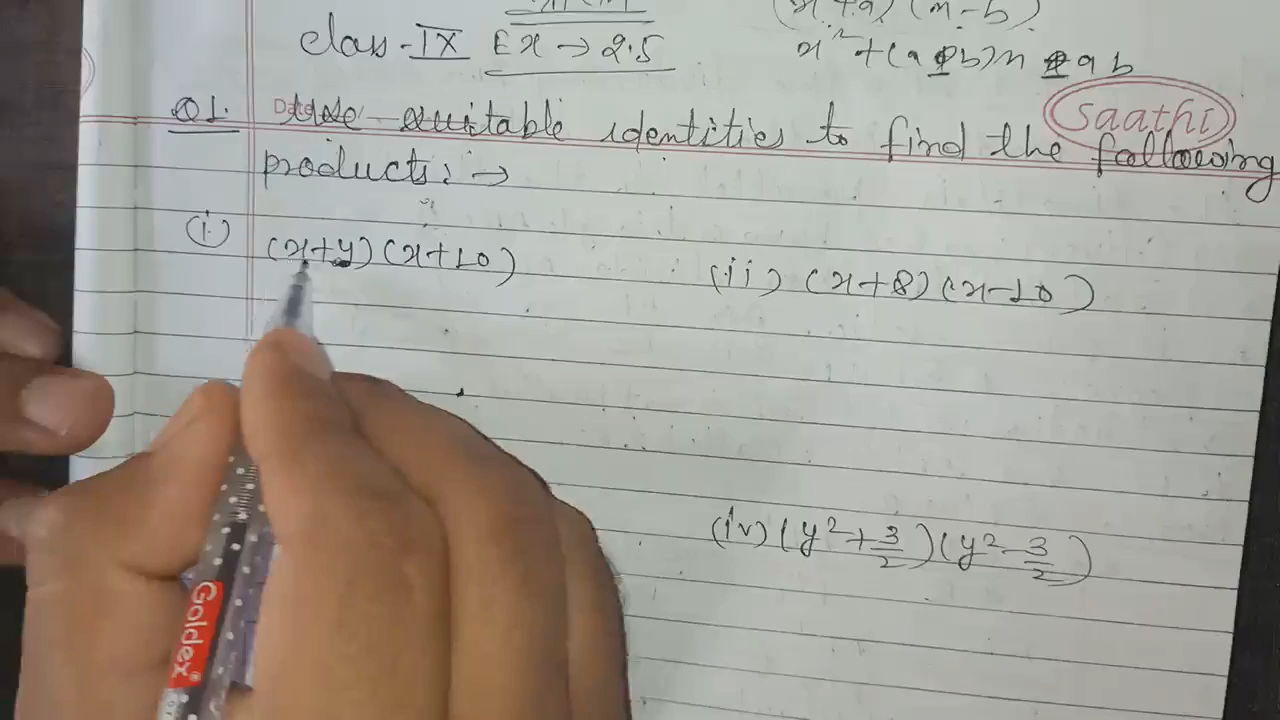 (x+a) (x-b)
Class-IX Ex → 2.5
x² + (a b)x ab
Saathi
Q1. Use suitable identities to find the following
products: →
(i) (x+y) (x+10)
(ii) (x+8) (x-10)
(iv) (y²+3/2) (y²-3/2)
Goldex